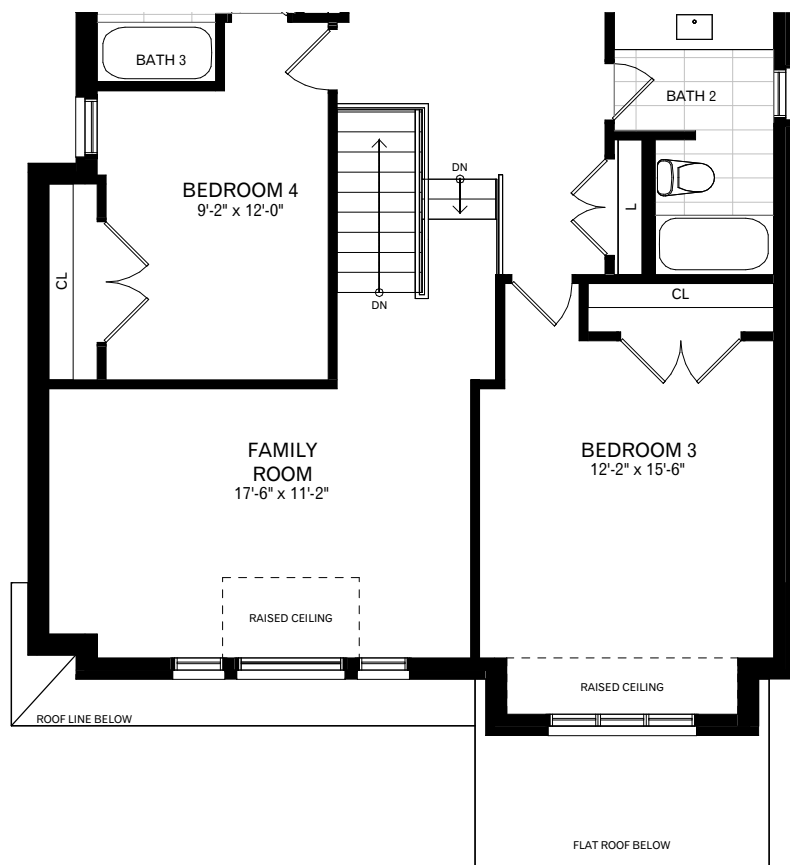 BATH 3
BATH 2
DN
BEDROOM 4
9'-2" x 12'-0"
L
CL
CL
DN
FAMILY
ROOM
17'-6" x 11'-2"
BEDROOM 3
12'-2" x 15'-6"
RAISED CEILING
RAISED CEILING
ROOF LINE BELOW
FLAT ROOF BELOW